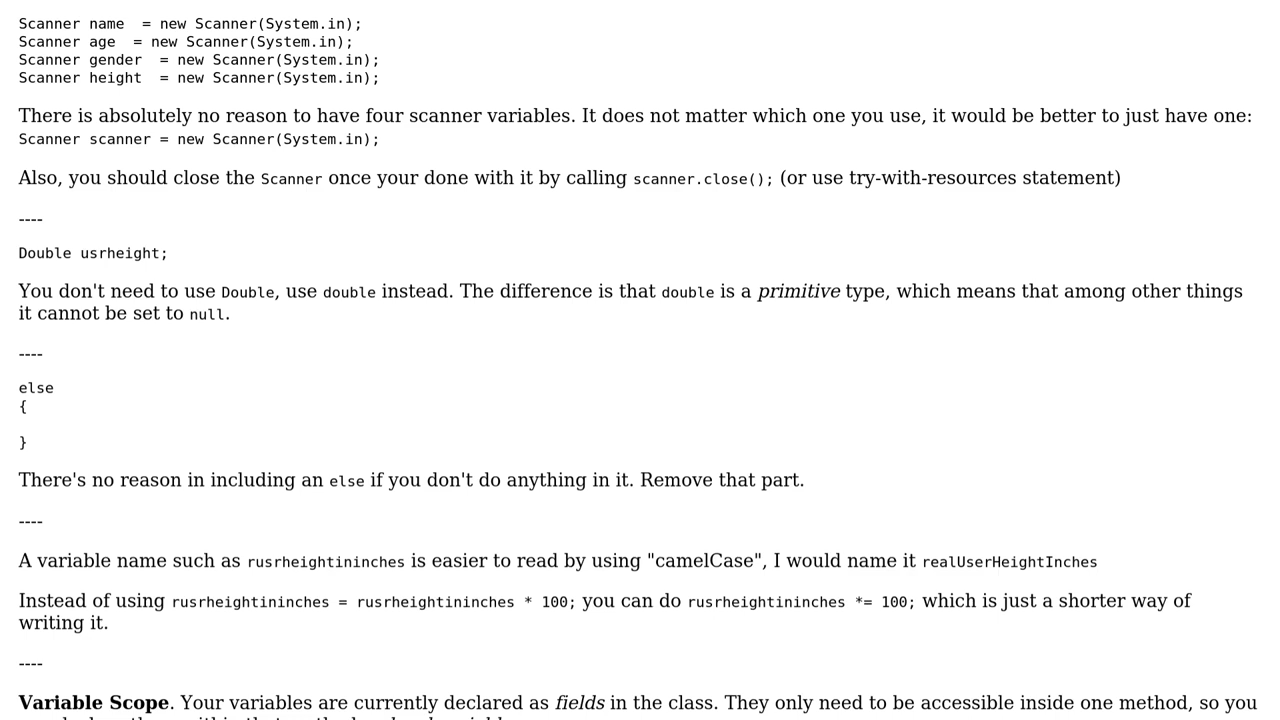 Scanner name  = new Scanner(System.in);
Scanner age  = new Scanner(System.in);
Scanner gender  = new Scanner(System.in);
Scanner height  = new Scanner(System.in);
There is absolutely no reason to have four scanner variables. It does not matter which one you use, it would be better to just have one:
Scanner scanner = new Scanner(System.in);
Also, you should close the Scanner once your done with it by calling scanner.close(); (or use try-with-resources statement)
----
Double usrheight;
You don't need to use Double, use double instead. The difference is that double is a primitive type, which means that among other things
it cannot be set to null.
----
else
{
}
There's no reason in including an else if you don't do anything in it. Remove that part.
----
A variable name such as rusrheightininches is easier to read by using "camelCase", I would name it realUserHeightInches
Instead of using rusrheightininches = rusrheightininches * 100; you can do rusrheightininches *= 100; which is just a shorter way of
writing it.
----
Variable Scope. Your variables are currently declared as fields in the class. They only need to be accessible inside one method, so you